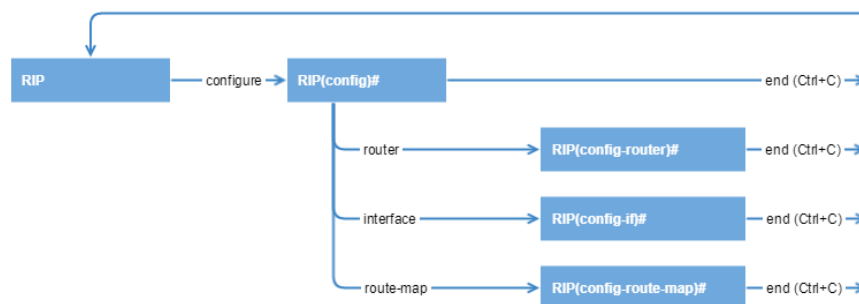 RIP configure RIP(config)# end (Ctrl+C)
router RIP(config-router)# end (Ctrl+C)
interface RIP(config-if)# end (Ctrl+C)
route-map RIP(config-route-map)# end (Ctrl+C)